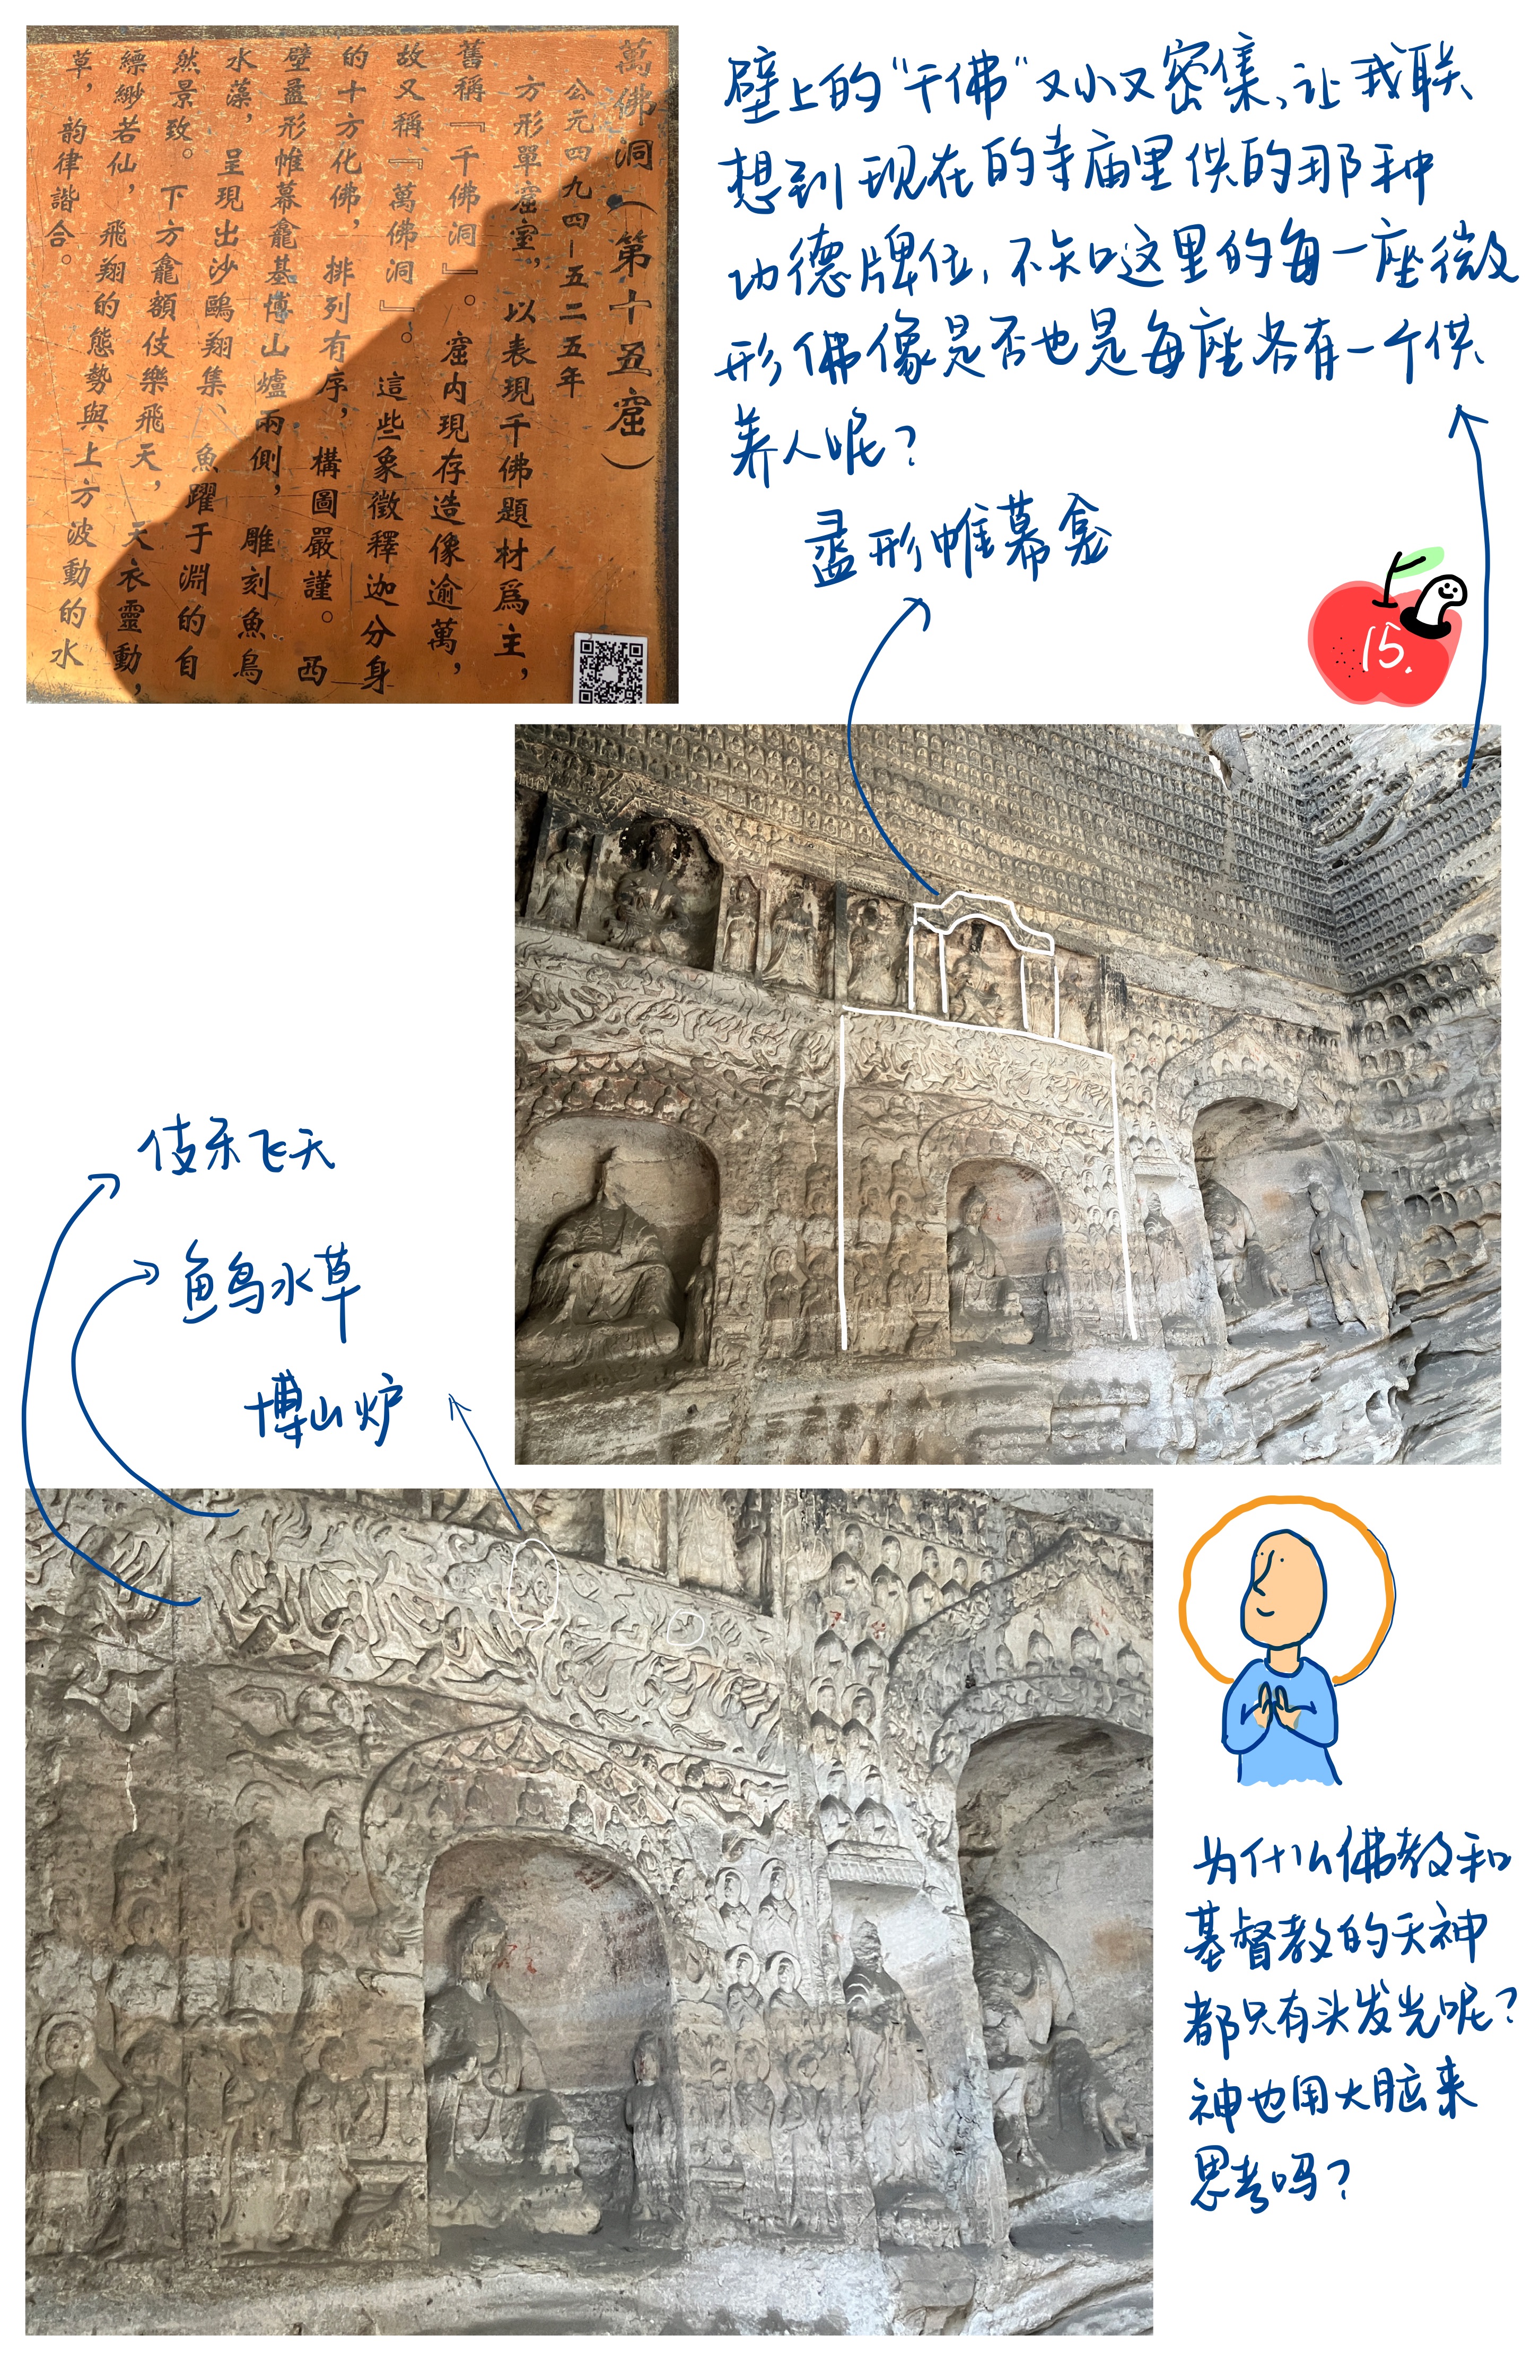 萬佛洞（第十五窟）
公元四九四—五二五年
方形單窟室，以表現千佛題材爲主，
舊稱『千佛洞』。窟内現存造像逾萬，
故又稱『萬佛洞』。這些象徵釋迦分身
的十方化佛，排列有序，構圖嚴謹。西
壁盝形帷幕龕基博山爐兩側，雕刻魚鳥
水藻，呈現出沙鷗翔集、魚躍于淵的自
然景致。下方龕額伎樂飛天，天衣靈動，
縹緲若仙，飛翔的態勢與上方波動的水
草，韵律諧合。
壁上的“千佛”又小又密集，让我联
想到现在的寺庙里供的那种
功德牌位，不知这里的每一座微
形佛像是否也是每座各有一个供
养人呢？
盝形帷幕龛
15.
伎乐飞天
鱼鸟水草
博山炉
为什么佛教和
基督教的天神
都只有头发光呢？
神也用大脑来
思考吗？